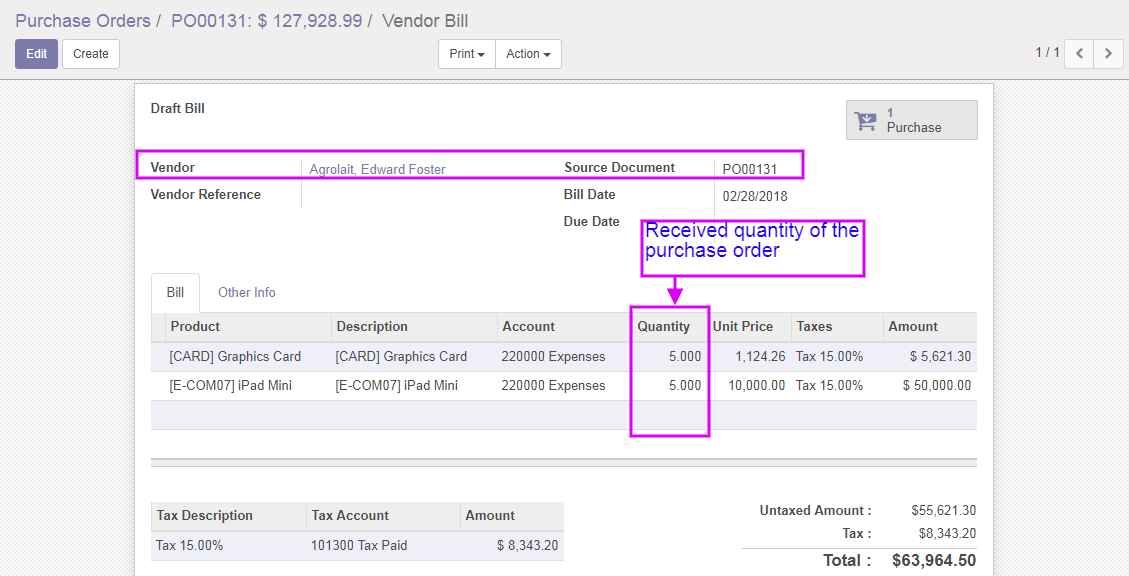 Purchase Orders / PO00131: $ 127,928.99 / Vendor Bill
Edit Create Print Action 1 / 1
Draft Bill
1
Purchase
Vendor Agrolait, Edward Foster Source Document PO00131
Vendor Reference Bill Date 02/28/2018
Due Date
Received quantity of the
purchase order
Bill Other Info
Product Description Account Quantity Unit Price Taxes Amount
[CARD] Graphics Card [CARD] Graphics Card 220000 Expenses 5.000 1,124.26 Tax 15.00% $ 5,621.30
[E-COM07] iPad Mini [E-COM07] iPad Mini 220000 Expenses 5.000 10,000.00 Tax 15.00% $ 50,000.00
Tax Description Tax Account Amount
Tax 15.00% 101300 Tax Paid $ 8,343.20
Untaxed Amount : $55,621.30
Tax : $8,343.20
Total : $63,964.50